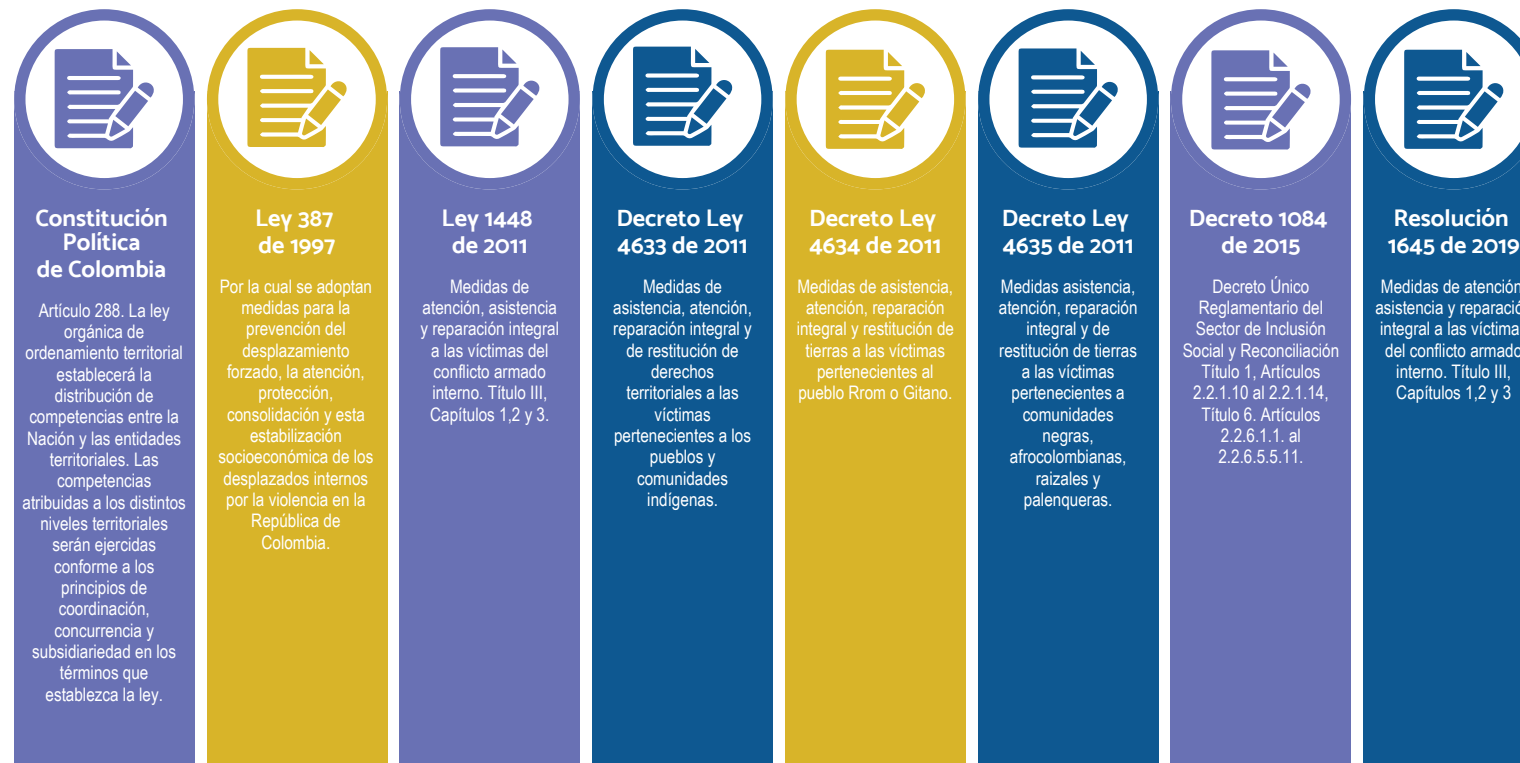 Constitución
Política
de Colombia
Artículo 288. La ley
orgánica de
ordenamiento territorial
establecerá la
distribución de
competencias entre la
Nación y las entidades
territoriales. Las
competencias
atribuidas a los distintos
niveles territoriales
serán ejercidas
conforme a los
principios de
coordinación,
concurrencia y
subsidiariedad en los
términos que
establezca la ley.
Ley 387
de 1997
Por la cual se adoptan
medidas para la
prevención del
desplazamiento
forzado, la atención,
protección,
consolidación y esta
estabilización
socioeconómica de los
desplazados internos
por la violencia en la
República de
Colombia.
Ley 1448
de 2011
Medidas de
atención, asistencia
y reparación integral
a las víctimas del
conflicto armado
interno. Título III,
Capítulos 1,2 y 3.
Decreto Ley
4633 de 2011
Medidas de
asistencia, atención,
reparación integral y
de restitución de
derechos
territoriales a las
víctimas
pertenecientes a los
pueblos y
comunidades
indígenas.
Decreto Ley
4634 de 2011
Medidas de asistencia,
atención, reparación
integral y restitución de
tierras a las víctimas
pertenecientes al
pueblo Rrom o Gitano.
Decreto Ley
4635 de 2011
Medidas asistencia,
atención, reparación
integral y de
restitución de tierras
a las víctimas
pertenecientes a
comunidades
negras,
afrocolombianas,
raizales y
palenqueras.
Decreto 1084
de 2015
Decreto Único
Reglamentario del
Sector de Inclusión
Social y Reconciliación
Título 1, Artículos
2.2.1.10 al 2.2.1.14,
Título 6. Artículos
2.2.6.1.1. al
2.2.6.5.5.11.
Resolución
1645 de 2019
Medidas de atención
asistencia y reparació
integral a las víctima
del conflicto armado
interno. Título III,
Capítulos 1,2 y 3